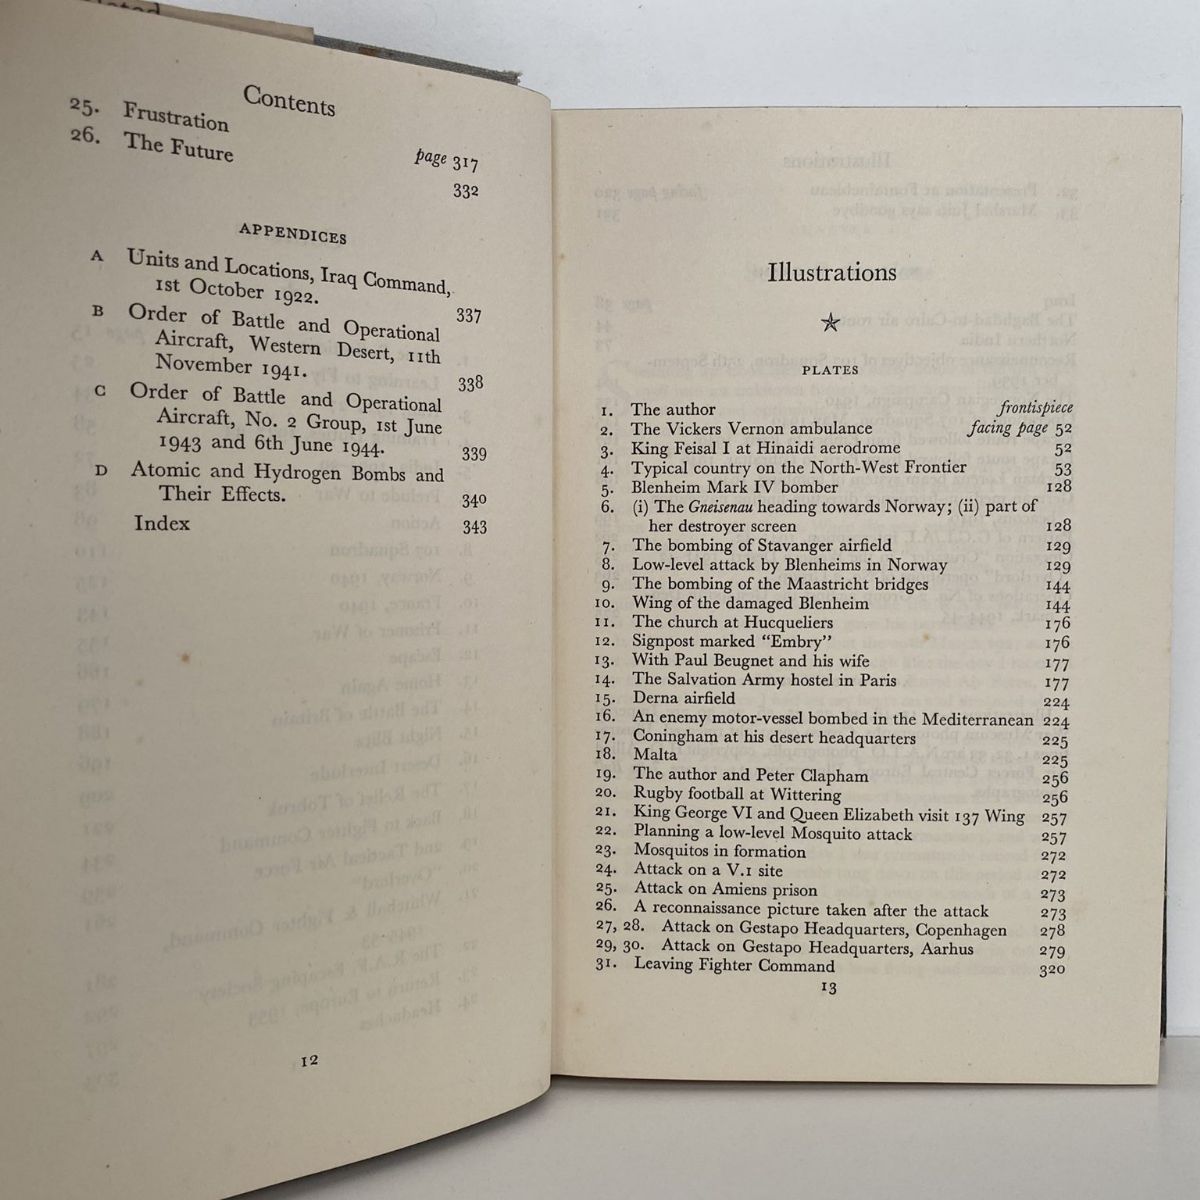 Contents
25. Frustration page 317
26. The Future 332
APPENDICES
A Units and Locations, Iraq Command,
1st October 1922. 337
B Order of Battle and Operational
Aircraft, Western Desert, 11th
November 1941. 338
C Order of Battle and Operational
Aircraft, No. 2 Group, 1st June
1943 and 6th June 1944. 339
D Atomic and Hydrogen Bombs and
Their Effects. 340
Index 343
12
Illustrations
PLATES
1. The author frontispiece
2. The Vickers Vernon ambulance facing page 52
3. King Feisal I at Hinaidi aerodrome 52
4. Typical country on the North-West Frontier 53
5. Blenheim Mark IV bomber 128
6. (i) The Gneisenau heading towards Norway; (ii) part of
her destroyer screen 128
7. The bombing of Stavanger airfield 129
8. Low-level attack by Blenheims in Norway 129
9. The bombing of the Maastricht bridges 144
10. Wing of the damaged Blenheim 144
11. The church at Hucqueliers 176
12. Signpost marked "Embry" 176
13. With Paul Beugnet and his wife 177
14. The Salvation Army hostel in Paris 177
15. Derna airfield 224
16. An enemy motor-vessel bombed in the Mediterranean 224
17. Coningham at his desert headquarters 225
18. Malta 225
19. The author and Peter Clapham 256
20. Rugby football at Wittering 256
21. King George VI and Queen Elizabeth visit 137 Wing 257
22. Planning a low-level Mosquito attack 257
23. Mosquitos in formation 272
24. Attack on a V.1 site 272
25. Attack on Amiens prison 273
26. A reconnaissance picture taken after the attack 273
27, 28. Attack on Gestapo Headquarters, Copenhagen 278
29, 30. Attack on Gestapo Headquarters, Aarhus 279
31. Leaving Fighter Command 320
13